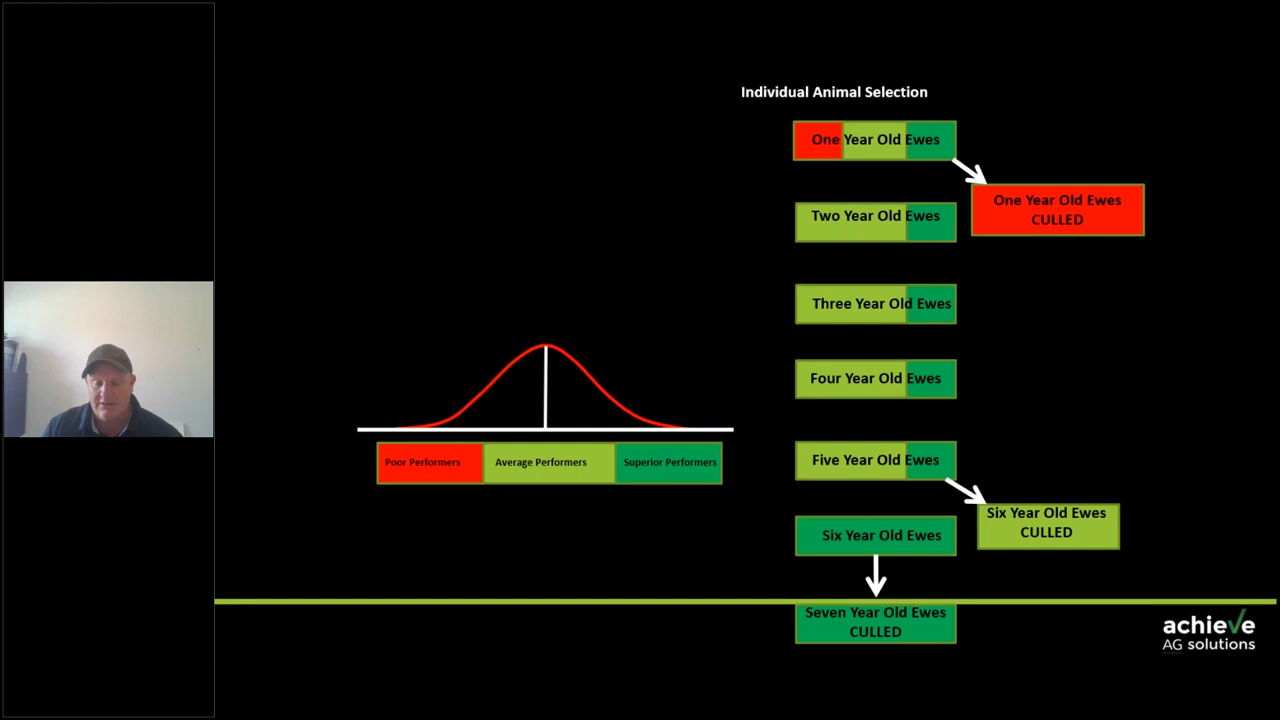 Individual Animal Selection
One Year Old Ewes
One Year Old Ewes
CULLED
Two Year Old Ewes
Three Year Old Ewes
Four Year Old Ewes
Poor Performers
Average Performers
Superior Performers
Five Year Old Ewes
Six Year Old Ewes
CULLED
Six Year Old Ewes
Seven Year Old Ewes
CULLED
achieve
AG solutions